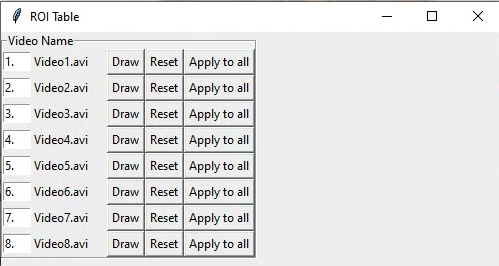 ROI Table
Video Name
1. Video1.avi Draw Reset Apply to all
2. Video2.avi Draw Reset Apply to all
3. Video3.avi Draw Reset Apply to all
4. Video4.avi Draw Reset Apply to all
5. Video5.avi Draw Reset Apply to all
6. Video6.avi Draw Reset Apply to all
7. Video7.avi Draw Reset Apply to all
8. Video8.avi Draw Reset Apply to all